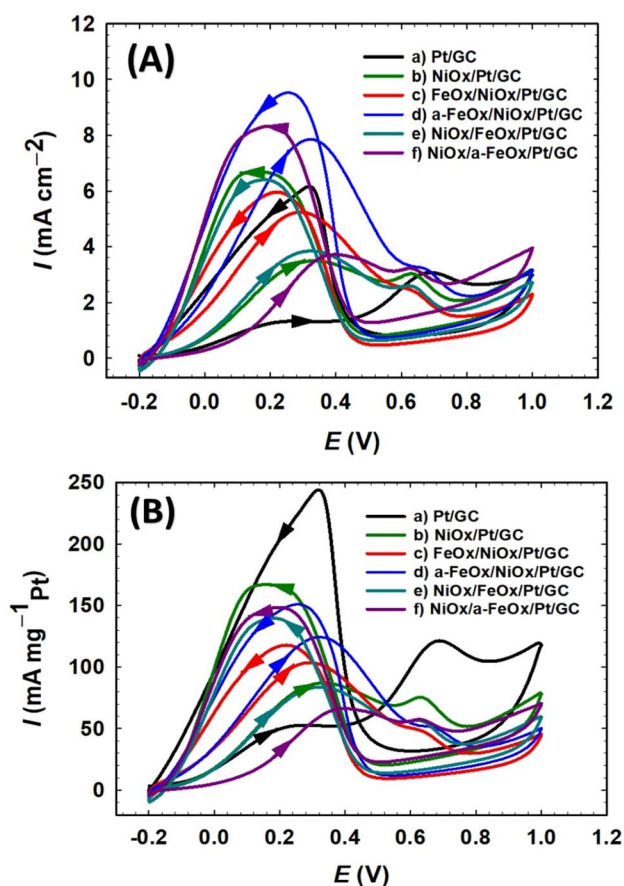 (A)
12
10
8
6
4
2
0
I (mA cm−2)
a) Pt/GC
b) NiOx/Pt/GC
c) FeOx/NiOx/Pt/GC
d) a-FeOx/NiOx/Pt/GC
e) NiOx/FeOx/Pt/GC
f) NiOx/a-FeOx/Pt/GC
-0.2 0.0 0.2 0.4 0.6 0.8 1.0 1.2
E (V)
(B)
250
200
150
100
50
0
I (mA mg−1Pt)
a) Pt/GC
b) NiOx/Pt/GC
c) FeOx/NiOx/Pt/GC
d) a-FeOx/NiOx/Pt/GC
e) NiOx/FeOx/Pt/GC
f) NiOx/a-FeOx/Pt/GC
-0.2 0.0 0.2 0.4 0.6 0.8 1.0 1.2
E (V)